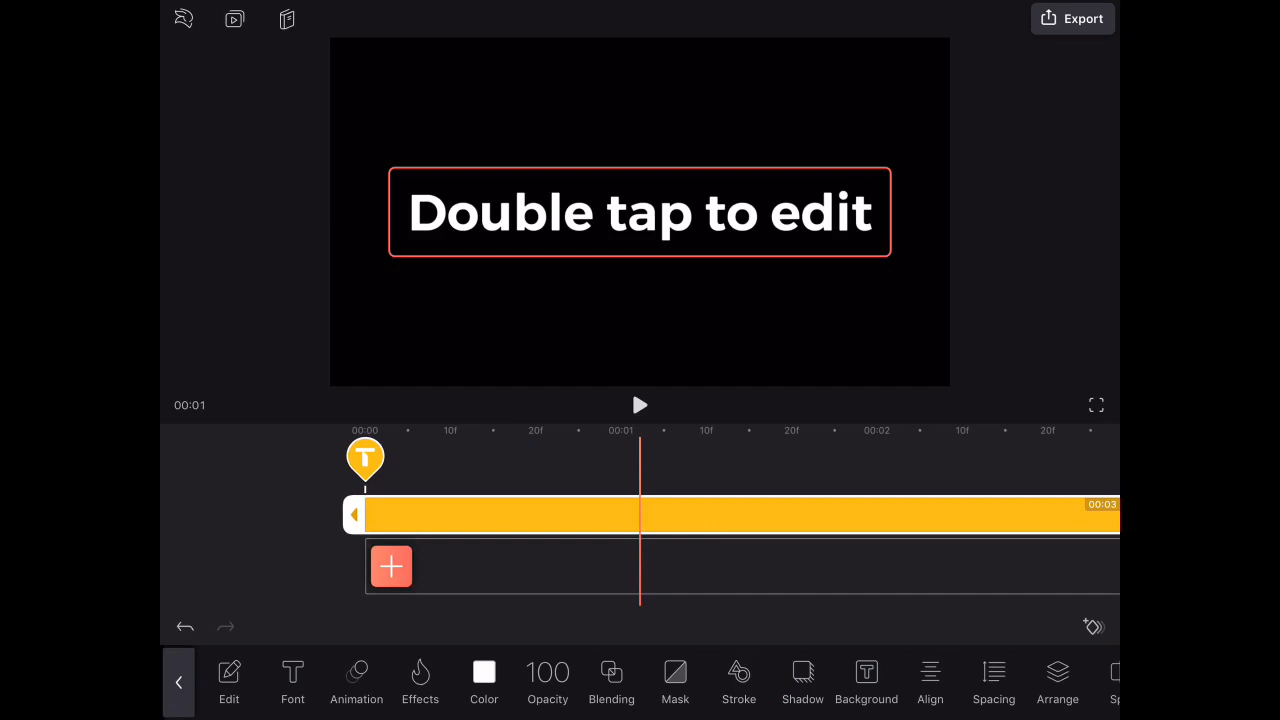 Export
Double tap to edit
00:01
00:00 10f 20f 00:01 10f 20f 00:02 10f 20f
T
00:03
100
Edit Font Animation Effects Color Opacity Blending Mask Stroke Shadow Background Align Spacing Arrange Sp